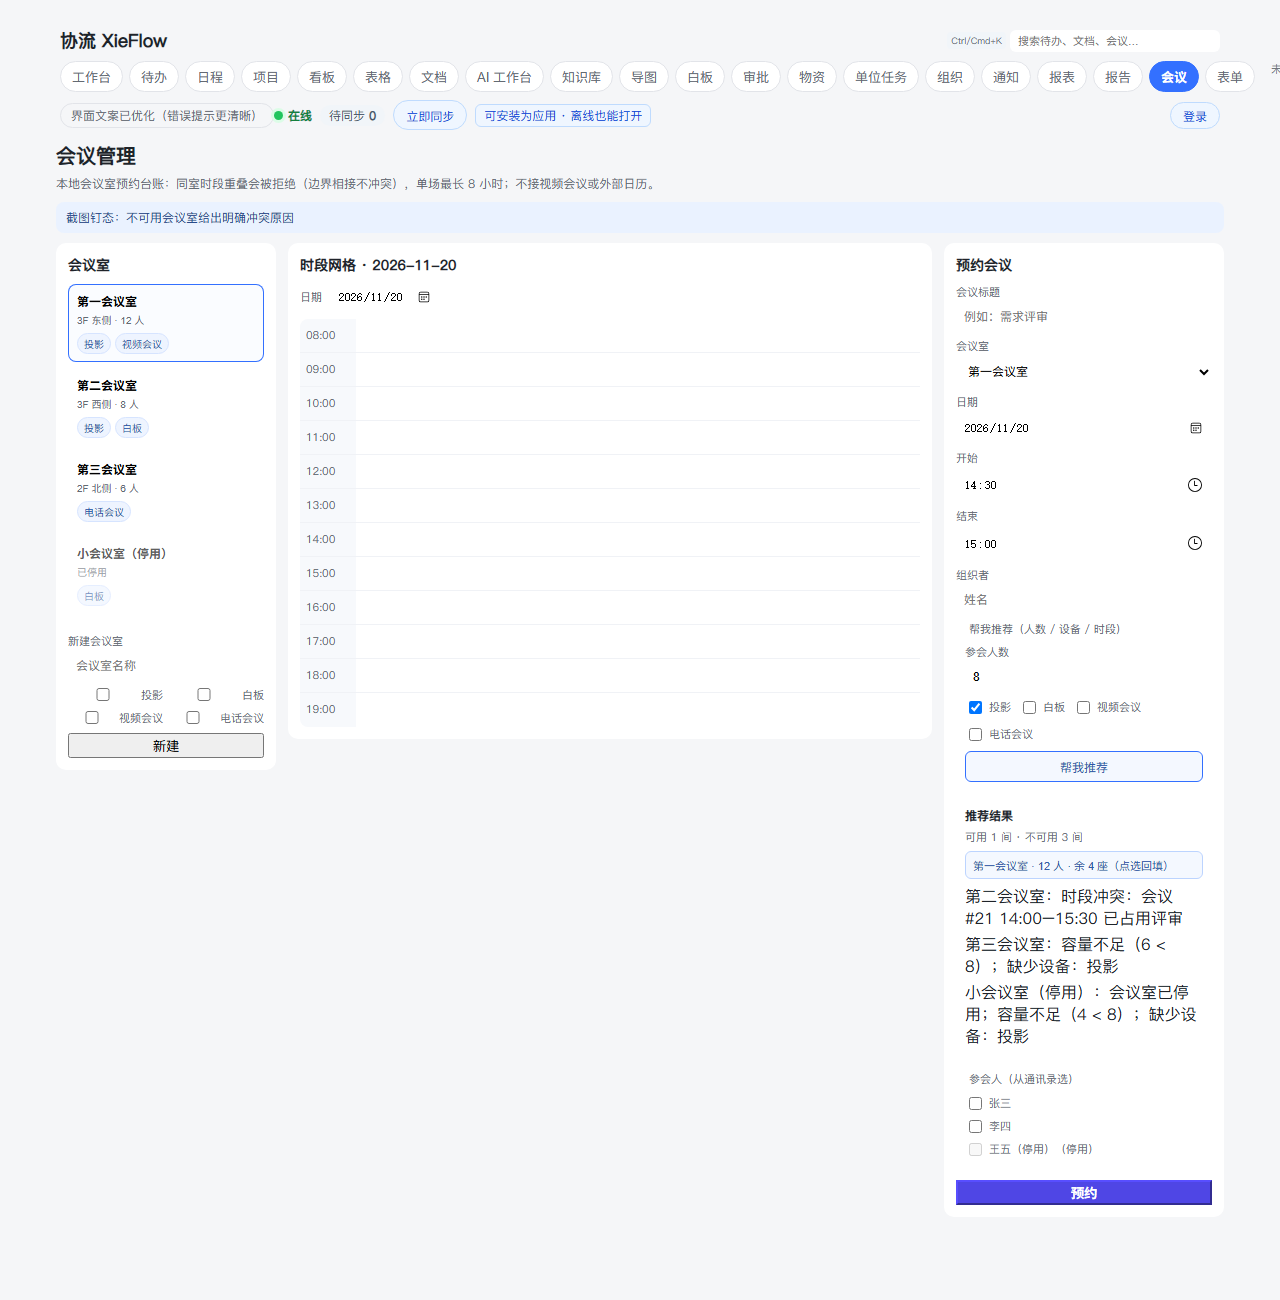 协流 XieFlow
Ctrl/Cmd+K
搜索待办、文档、会议...
工作台
待办
日程
项目
看板
表格
文档
AI 工作台
知识库
导图
白板
审批
物资
单位任务
组织
通知
报表
报告
会议
表单
界面文案已优化（错误提示更清晰）
在线
待同步 0
立即同步
可安装为应用 · 离线也能打开
登录
会议管理
本地会议室预约台账：同室时段重叠会被拒绝（边界相接不冲突），单场最长 8 小时；不接视频会议或外部日历。
截图钉态：不可用会议室给出明确冲突原因
会议室
第一会议室
3F 东侧 · 12 人
投影
视频会议
第二会议室
3F 西侧 · 8 人
投影
白板
第三会议室
2F 北侧 · 6 人
电话会议
小会议室（停用）
已停用
白板
新建会议室
会议室名称
投影
白板
视频会议
电话会议
新建
时段网格 · 2026-11-20
日期
2026/11/20
08:00
09:00
10:00
11:00
12:00
13:00
14:00
15:00
16:00
17:00
18:00
19:00
预约会议
会议标题
例如：需求评审
会议室
第一会议室
日期
2026/11/20
开始
14:30
结束
15:00
组织者
姓名
帮我推荐（人数 / 设备 / 时段）
参会人数
8
投影
白板
视频会议
电话会议
帮我推荐
推荐结果
可用 1 间 · 不可用 3 间
第一会议室 · 12 人 · 余 4 座（点选回填）
第二会议室：时段冲突：会议
#21 14:00—15:30 已占用评审
第三会议室：容量不足（6 <
8）；缺少设备：投影
小会议室（停用）：会议室已停
用；容量不足（4 < 8）；缺少设
备：投影
参会人（从通讯录选）
张三
李四
王五（停用）（停用）
预约